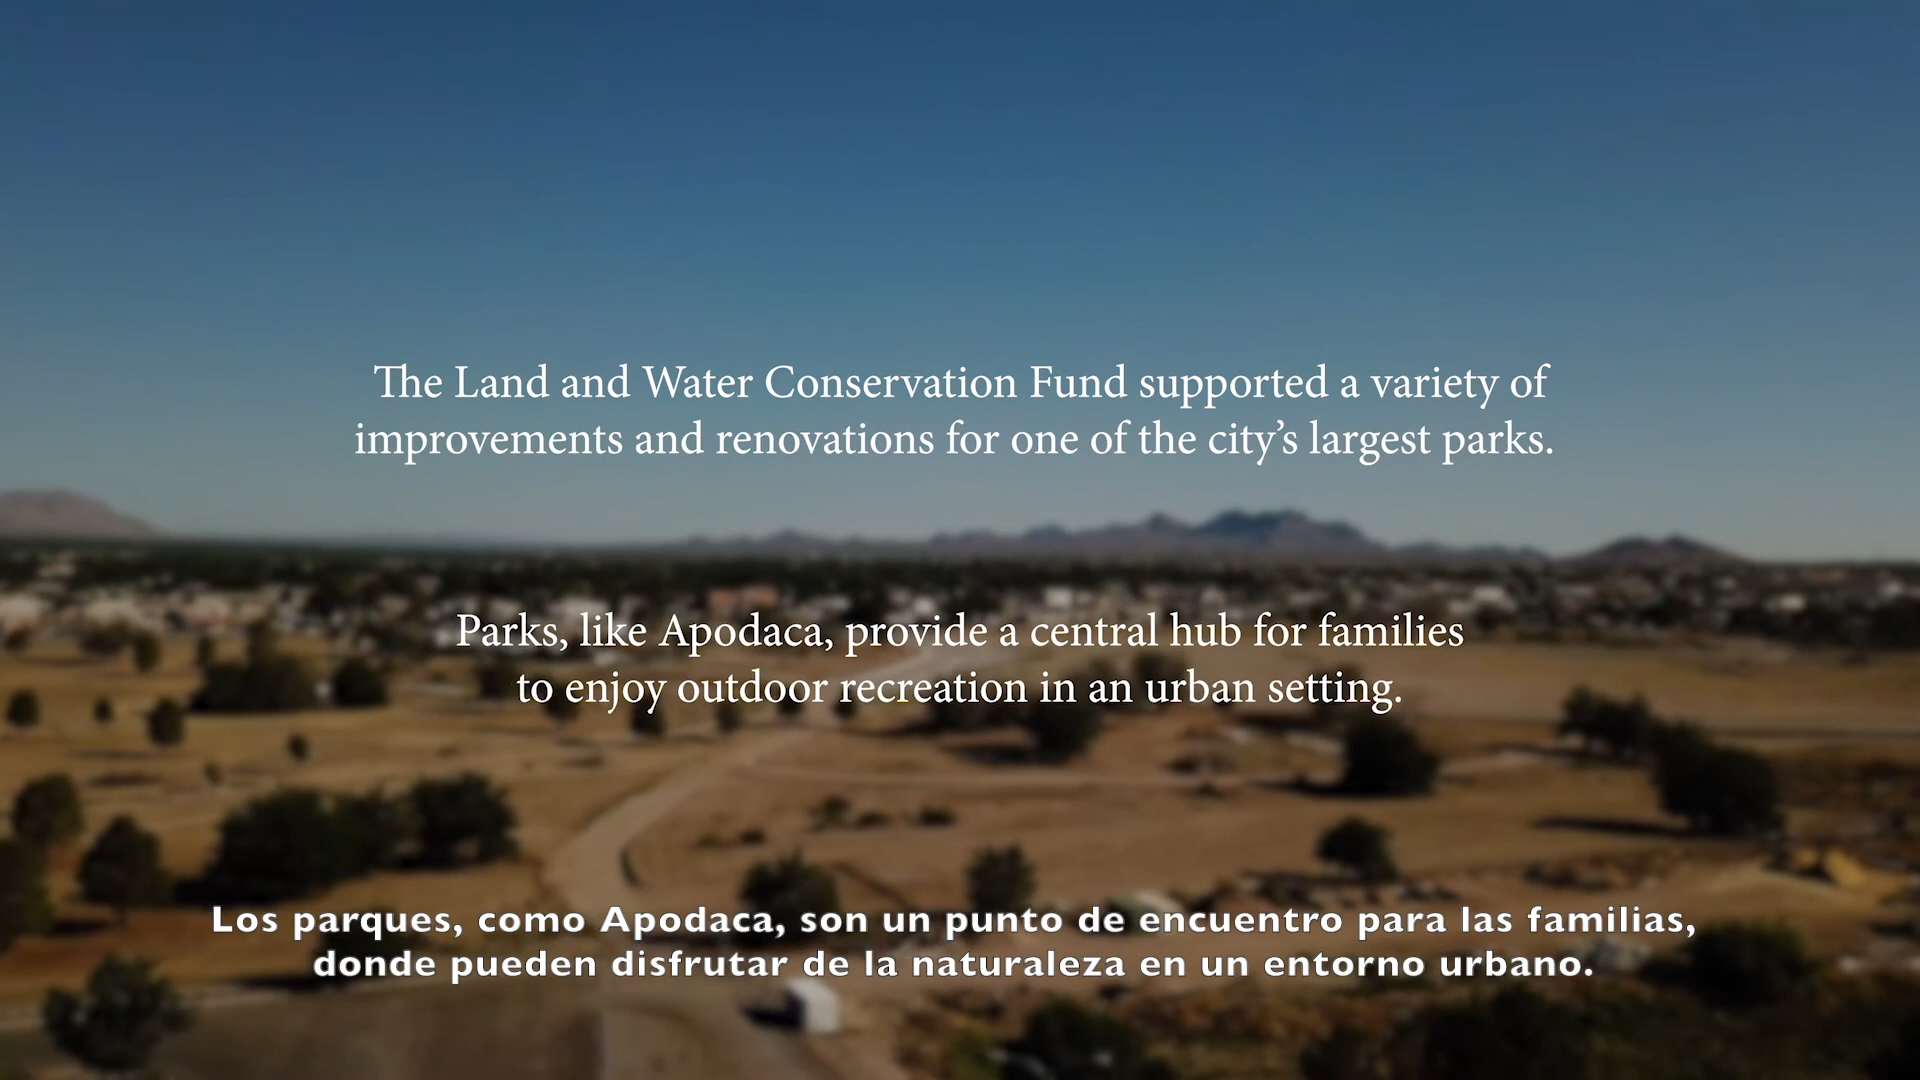 The Land and Water Conservation Fund supported a variety of
improvements and renovations for one of the city’s largest parks.
Parks, like Apodaca, provide a central hub for families
to enjoy outdoor recreation in an urban setting.
Los parques, como Apodaca, son un punto de encuentro para las familias,
donde pueden disfrutar de la naturaleza en un entorno urbano.